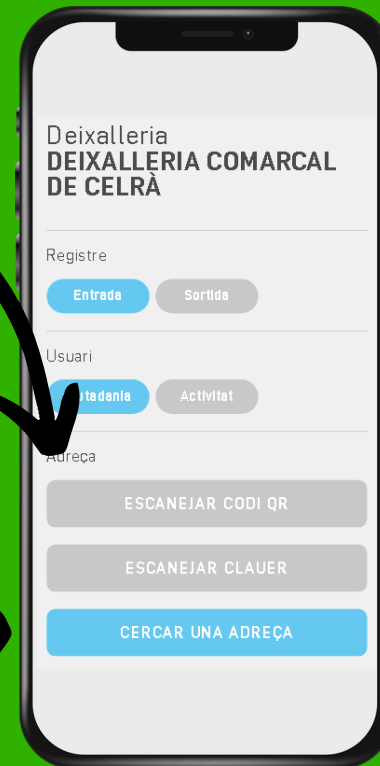 Deixalleria
DEIXALLERIA COMARCAL
DE CELRÀ
Registre
Entrada Sortida
Usuari
Activitat
Adreça
ESCANEJAR CODI QR
ESCANEJAR CLAUER
CERCAR UNA ADREÇA